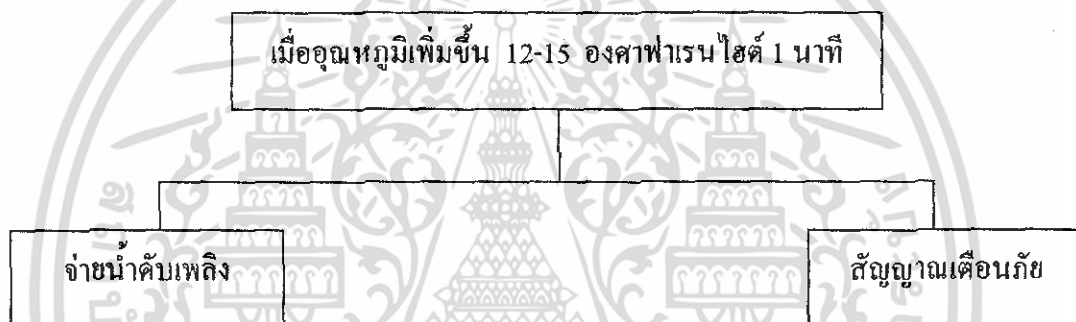 เมื่ออุณหภูมิเพิ่มขึ้น 12-15 องศาฟาเรนไฮต์ 1 นาที
จ่ายน้ำดับเพลิง
สัญญาณเตือนภัย